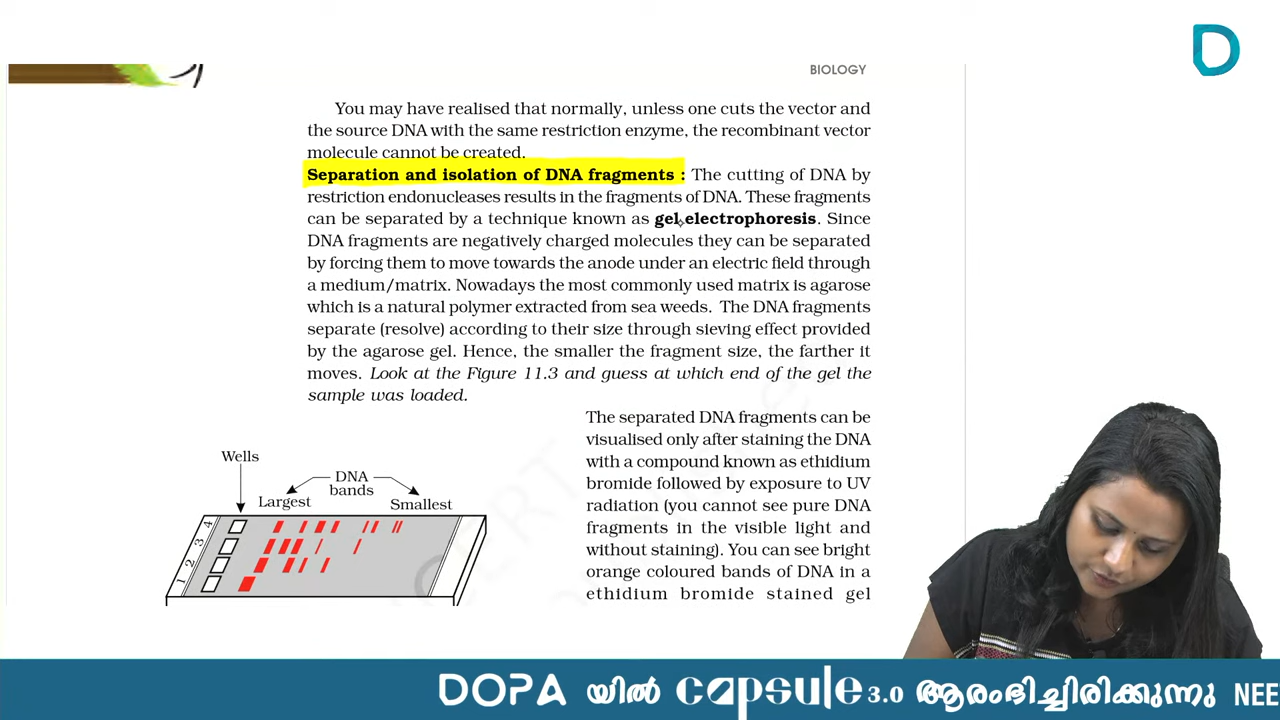 BIOLOGY
You may have realised that normally, unless one cuts the vector and
the source DNA with the same restriction enzyme, the recombinant vector
molecule cannot be created.
Separation and isolation of DNA fragments : The cutting of DNA by
restriction endonucleases results in the fragments of DNA. These fragments
can be separated by a technique known as gel electrophoresis. Since
DNA fragments are negatively charged molecules they can be separated
by forcing them to move towards the anode under an electric field through
a medium/matrix. Nowadays the most commonly used matrix is agarose
which is a natural polymer extracted from sea weeds. The DNA fragments
separate (resolve) according to their size through sieving effect provided
by the agarose gel. Hence, the smaller the fragment size, the farther it
moves. Look at the Figure 11.3 and guess at which end of the gel the
sample was loaded.
The separated DNA fragments can be
visualised only after staining the DNA
with a compound known as ethidium
bromide followed by exposure to UV
radiation (you cannot see pure DNA
fragments in the visible light and
without staining). You can see bright
orange coloured bands of DNA in a
ethidium bromide stained gel
Wells
DNA
bands
Largest
Smallest
4
3
2
1
DOPA യിൽ capsule 3.0 ആരംഭിച്ചിരിക്കുന്നു NEE